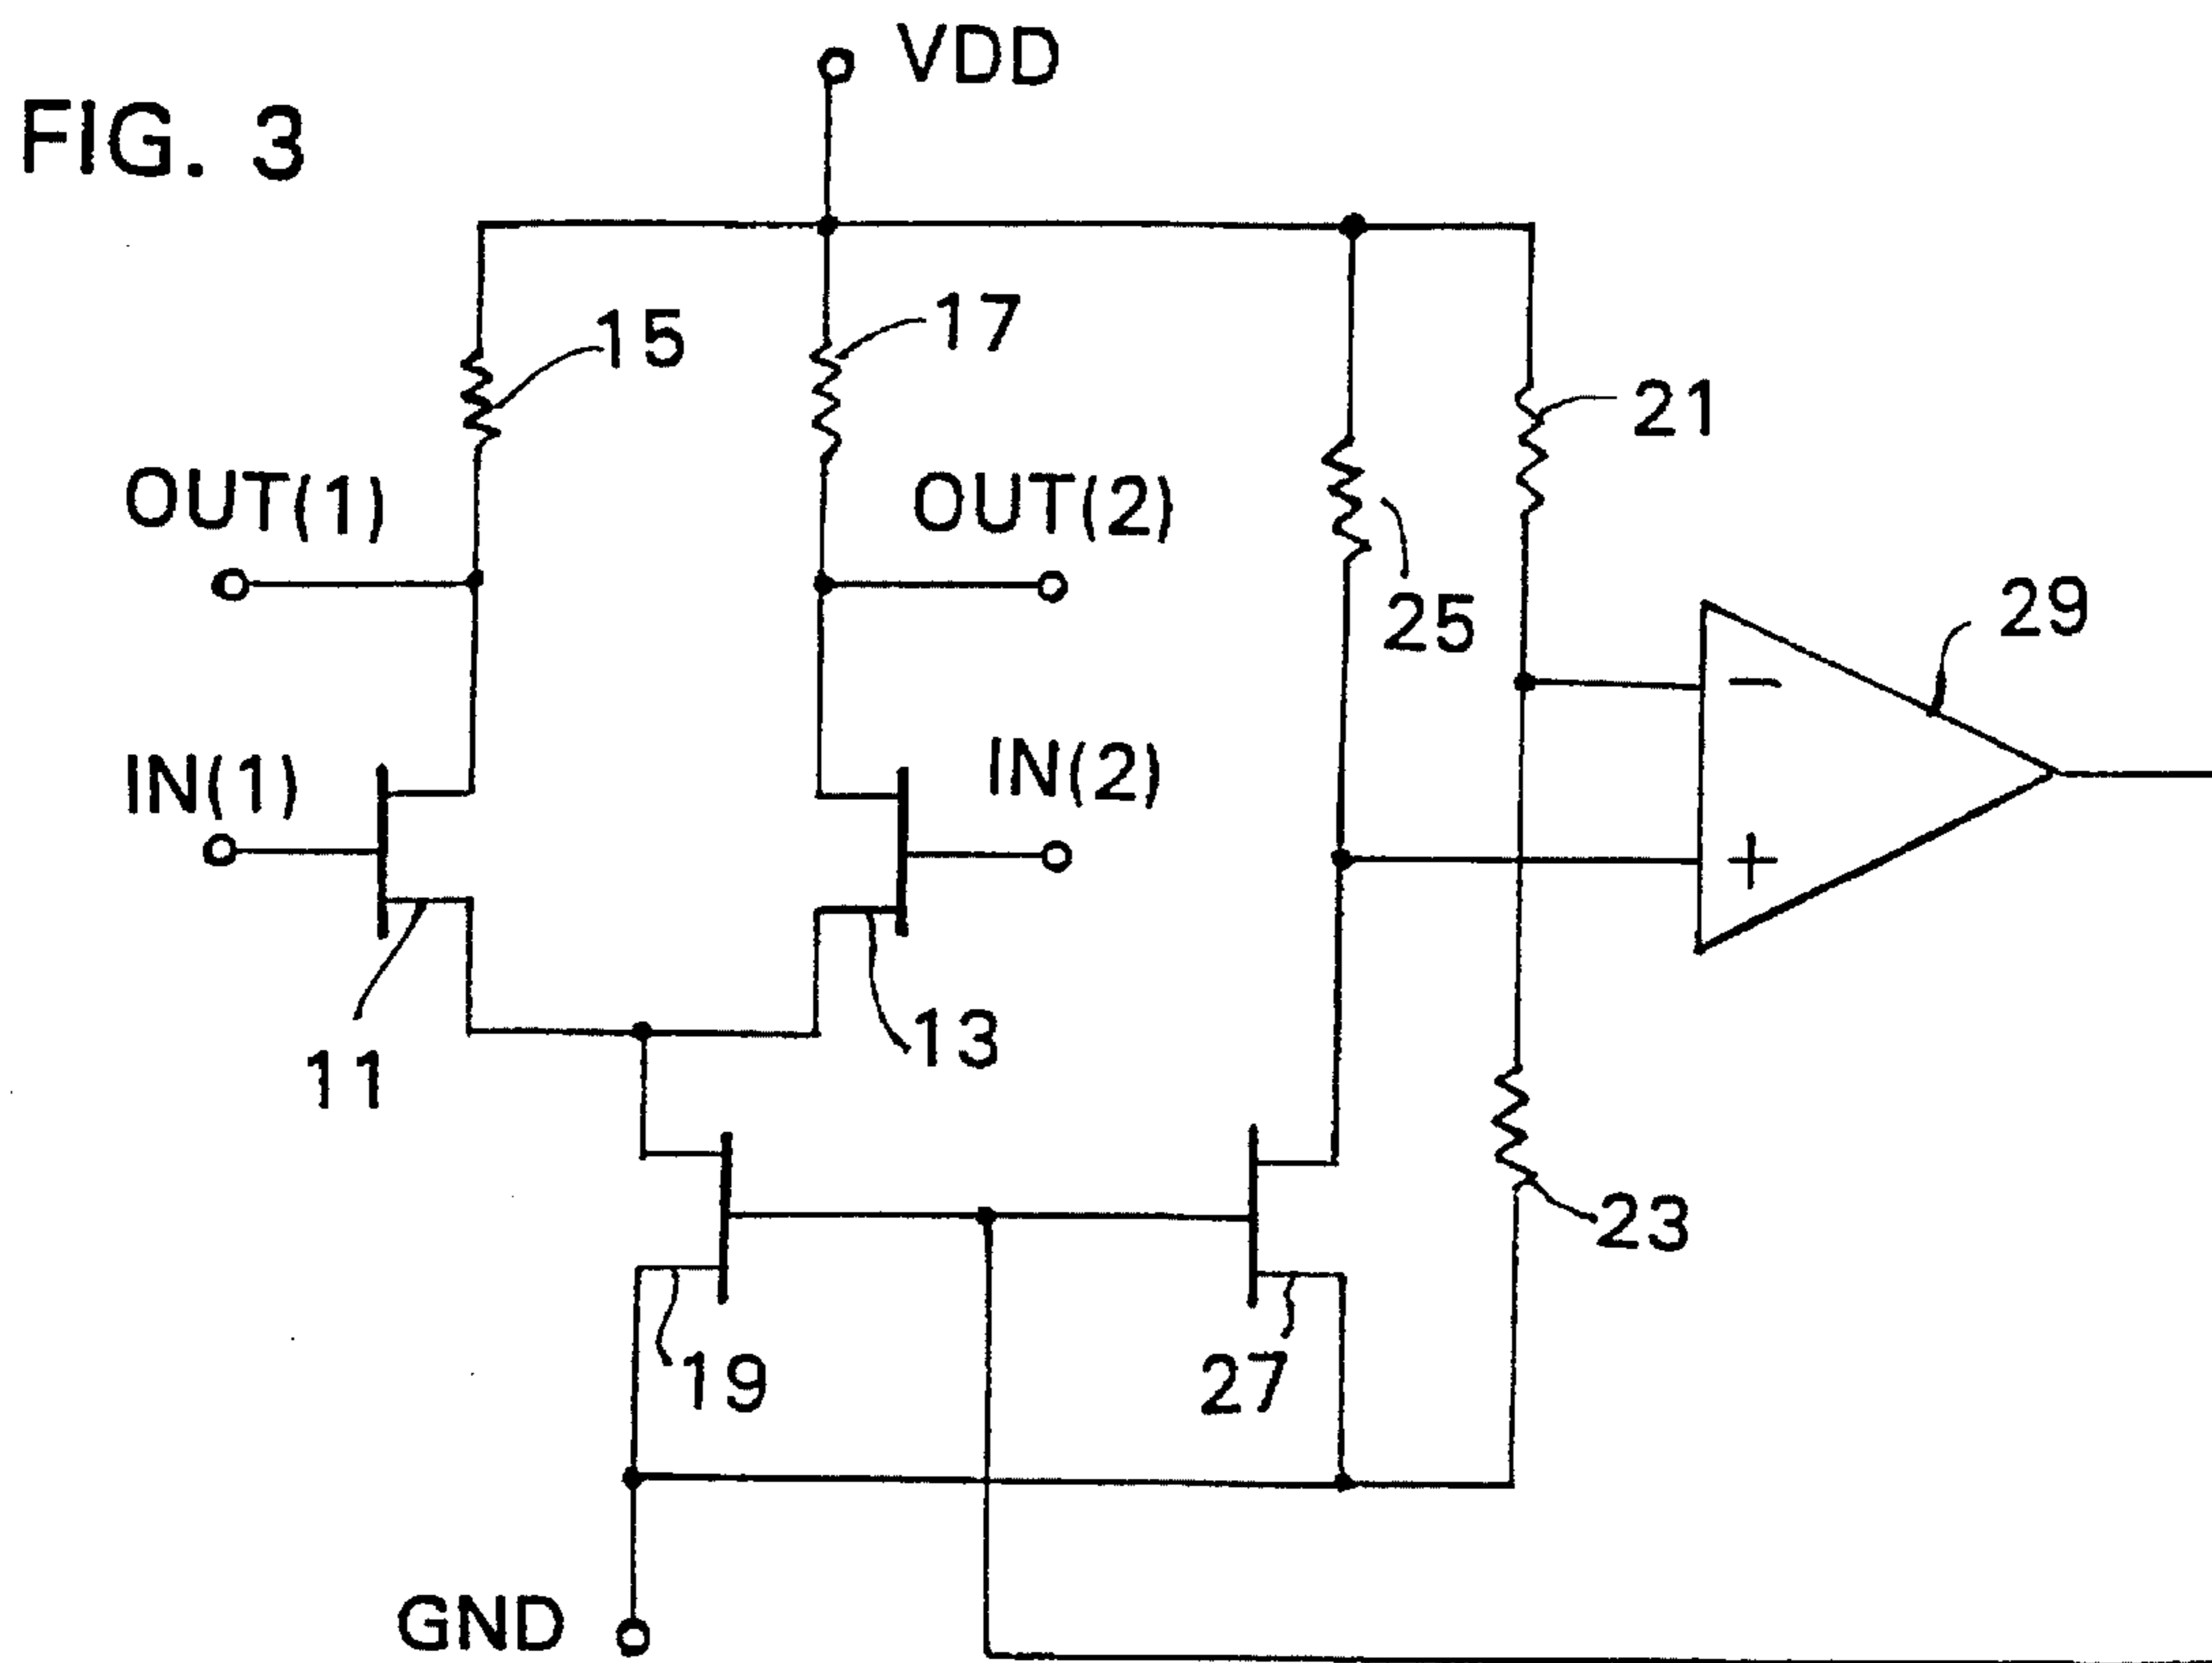 VDD
FIG. 3
15
17
21
OUT(1)
OUT(2)
25
29
−
IN(1)
IN(2)
+
11
13
23
19
27
GND